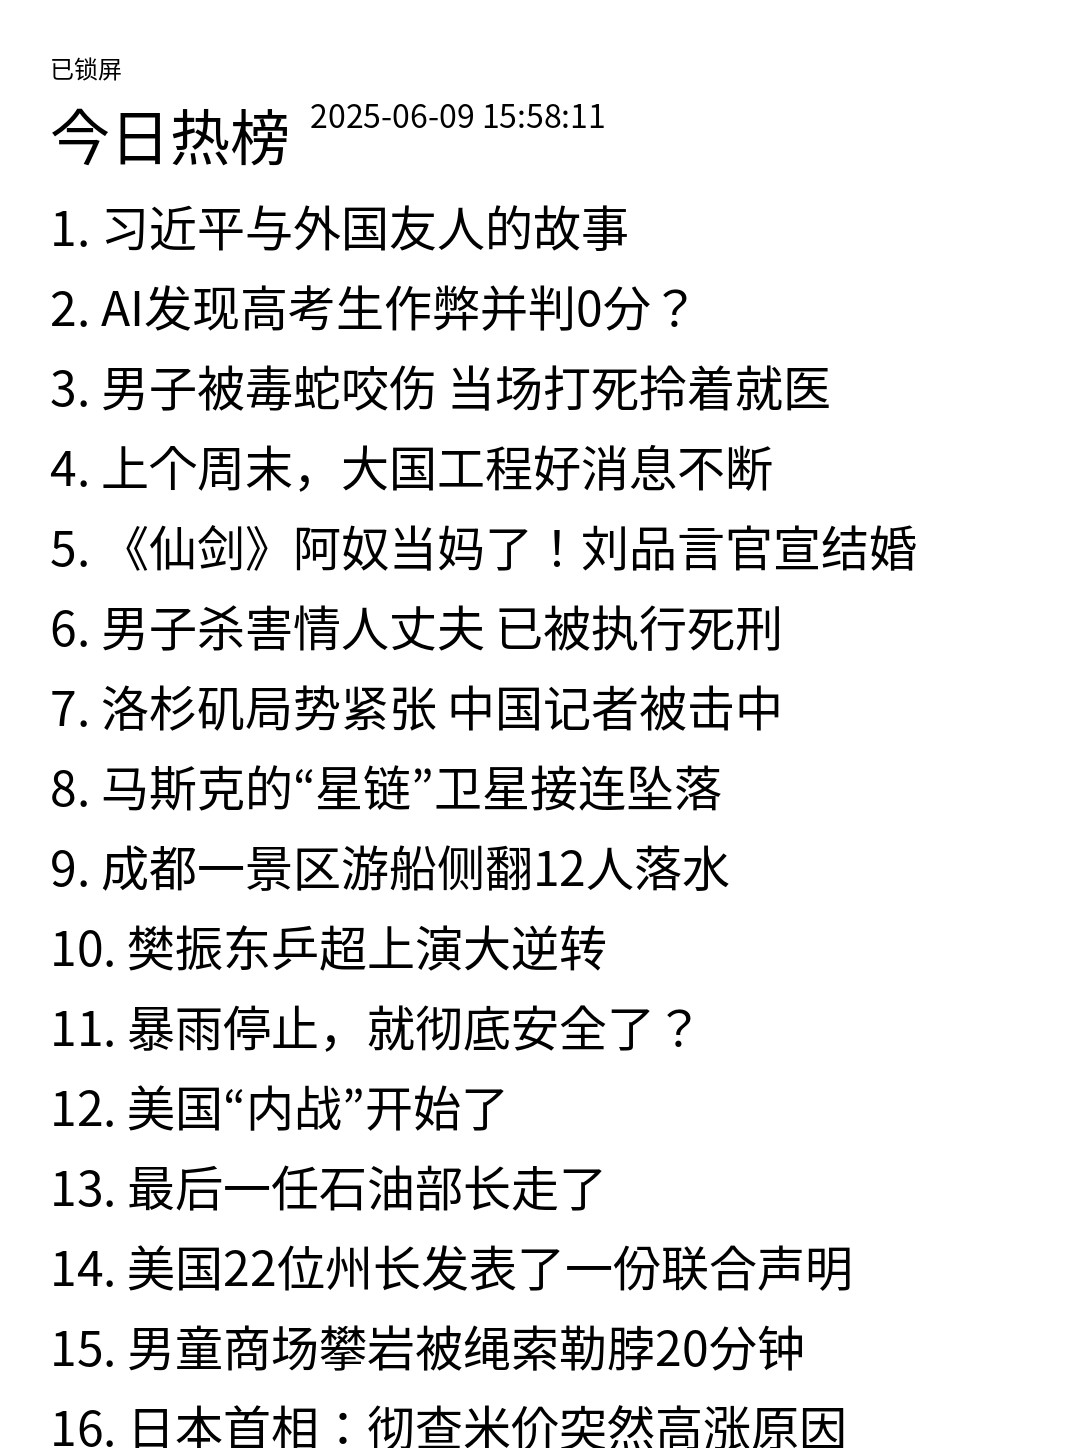 已锁屏
今日热榜 2025-06-09 15:58:11
1. 习近平与外国友人的故事
2. AI发现高考生作弊并判0分？
3. 男子被毒蛇咬伤 当场打死拎着就医
4. 上个周末，大国工程好消息不断
5. 《仙剑》阿奴当妈了！刘品言官宣结婚
6. 男子杀害情人丈夫 已被执行死刑
7. 洛杉矶局势紧张 中国记者被击中
8. 马斯克的“星链”卫星接连坠落
9. 成都一景区游船侧翻12人落水
10. 樊振东乒超上演大逆转
11. 暴雨停止，就彻底安全了？
12. 美国“内战”开始了
13. 最后一任石油部长走了
14. 美国22位州长发表了一份联合声明
15. 男童商场攀岩被绳索勒脖20分钟
16. 日本首相：彻查米价突然高涨原因